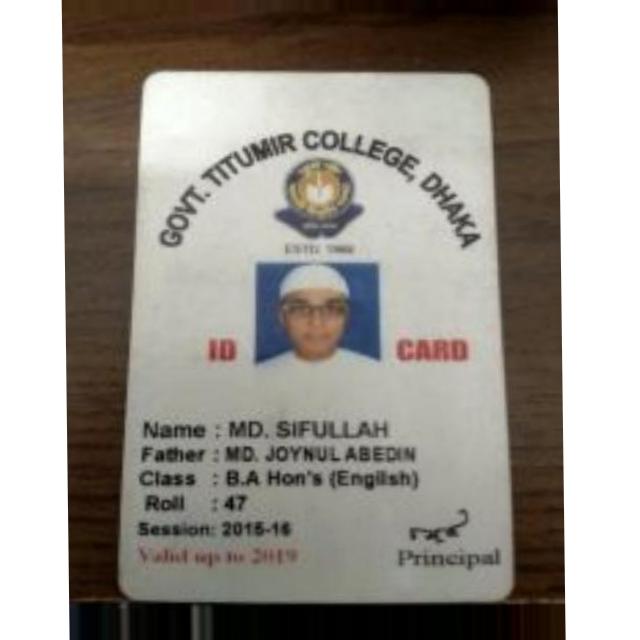 GOVT. TITUMIR COLLEGE, DHAKA
ESTD. 1968
ID CARD
Name : MD. SIFULLAH
Father : MD. JOYNUL ABEDIN
Class : B.A Hon's (English)
Roll : 47
Session: 2015-16
Valid up to 2019
Principal